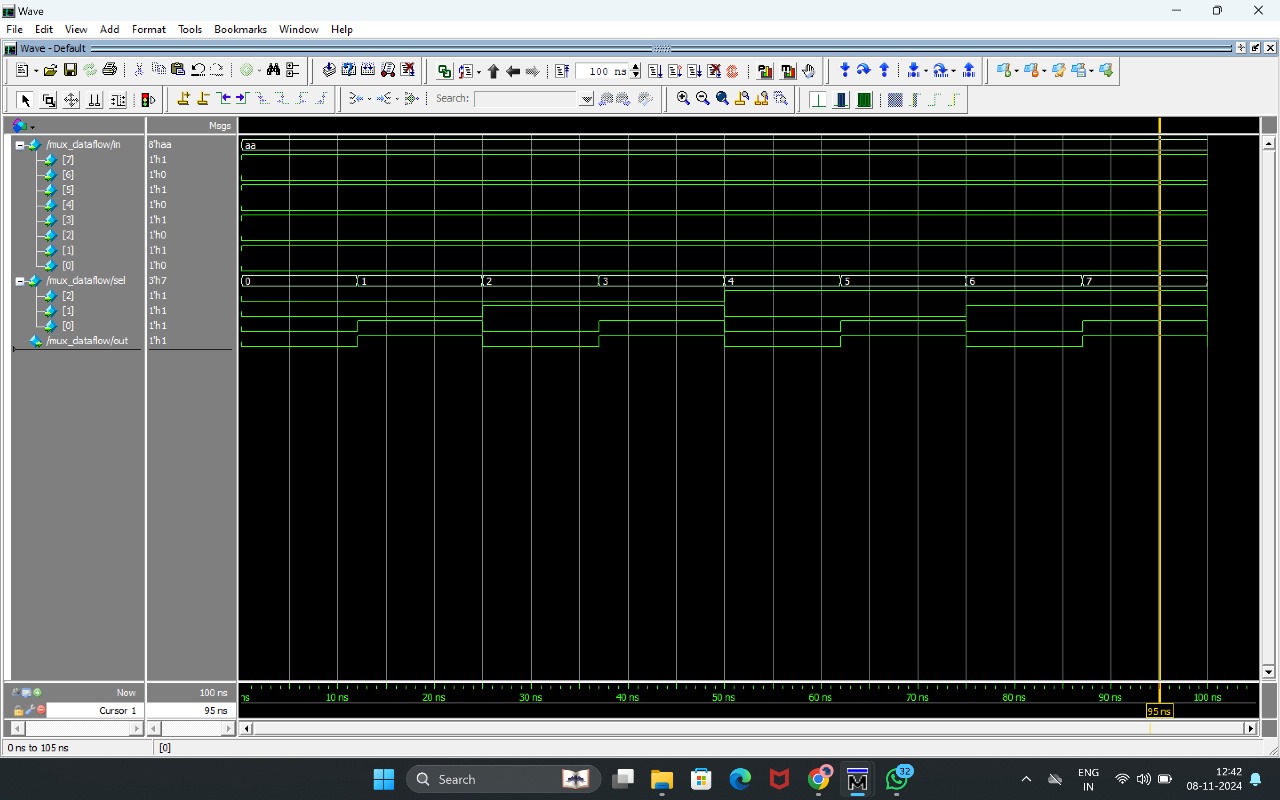 Wave
File Edit View Add Format Tools Bookmarks Window Help
Wave - Default
100 ns
Search:
Msgs
/mux_dataflow/in 8'haa aa
[7] 1'h1
[6] 1'h0
[5] 1'h1
[4] 1'h0
[3] 1'h1
[2] 1'h0
[1] 1'h1
[0] 1'h0
/mux_dataflow/sel 3'h7 0 1 2 3 4 5 6 7
[2] 1'h1
[1] 1'h1
[0] 1'h1
/mux_dataflow/out 1'h1
Now 100 ns ns 10 ns 20 ns 30 ns 40 ns 50 ns 60 ns 70 ns 80 ns 90 ns 100 ns
Cursor 1 95 ns 95 ns
0 ns to 105 ns [0]
Search 32 ENG 12:42
IN 08-11-2024